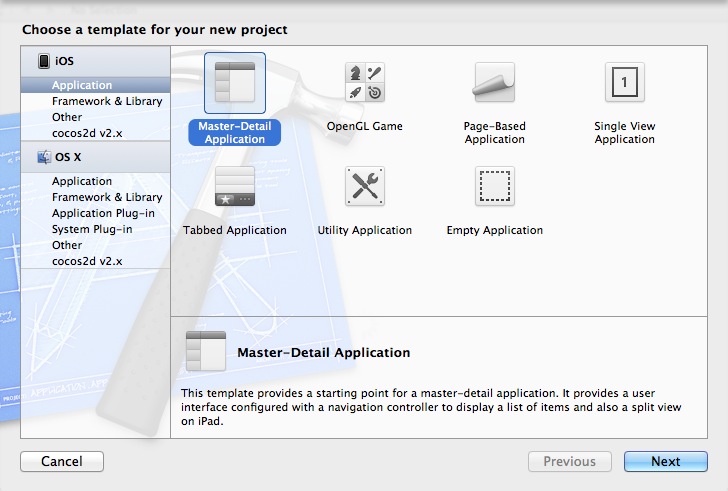 Choose a template for your new project
iOS
Application
Framework & Library
Other
cocos2d v2.x
OS X
Application
Framework & Library
Application Plug-in
System Plug-in
Other
cocos2d v2.x
Master-Detail
Application
OpenGL Game
Page-Based
Application
1
Single View
Application
Tabbed Application
Utility Application
Empty Application
Master-Detail Application
This template provides a starting point for a master-detail application. It provides a user
interface configured with a navigation controller to display a list of items and also a split view
on iPad.
Cancel
Previous
Next